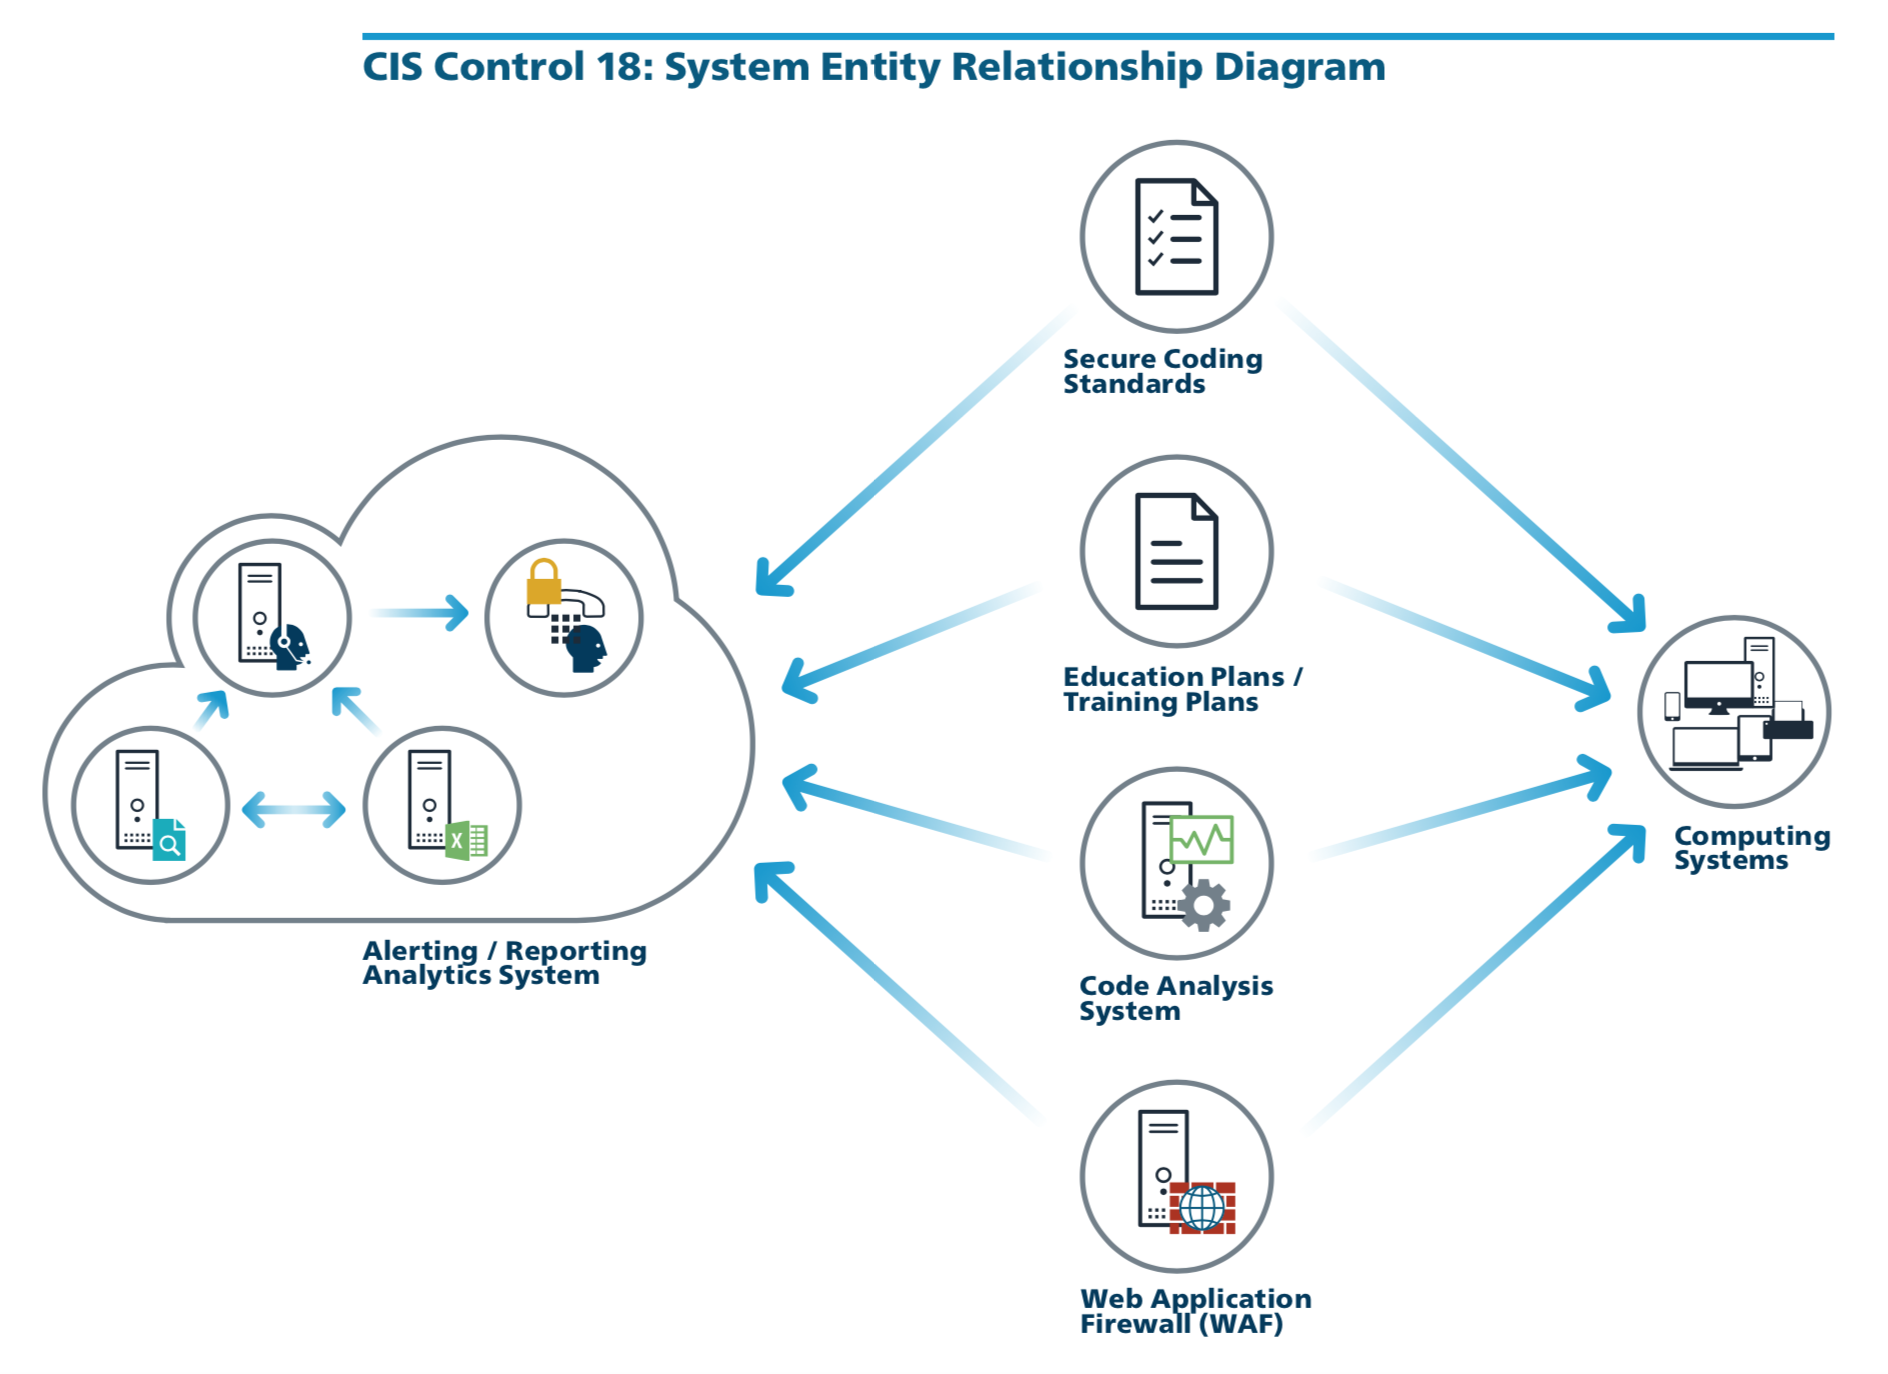 CIS Control 18: System Entity Relationship Diagram
Secure Coding
Standards
Education Plans /
Training Plans
Code Analysis
System
Web Application
Firewall (WAF)
Computing
Systems
X
Alerting / Reporting
Analytics System